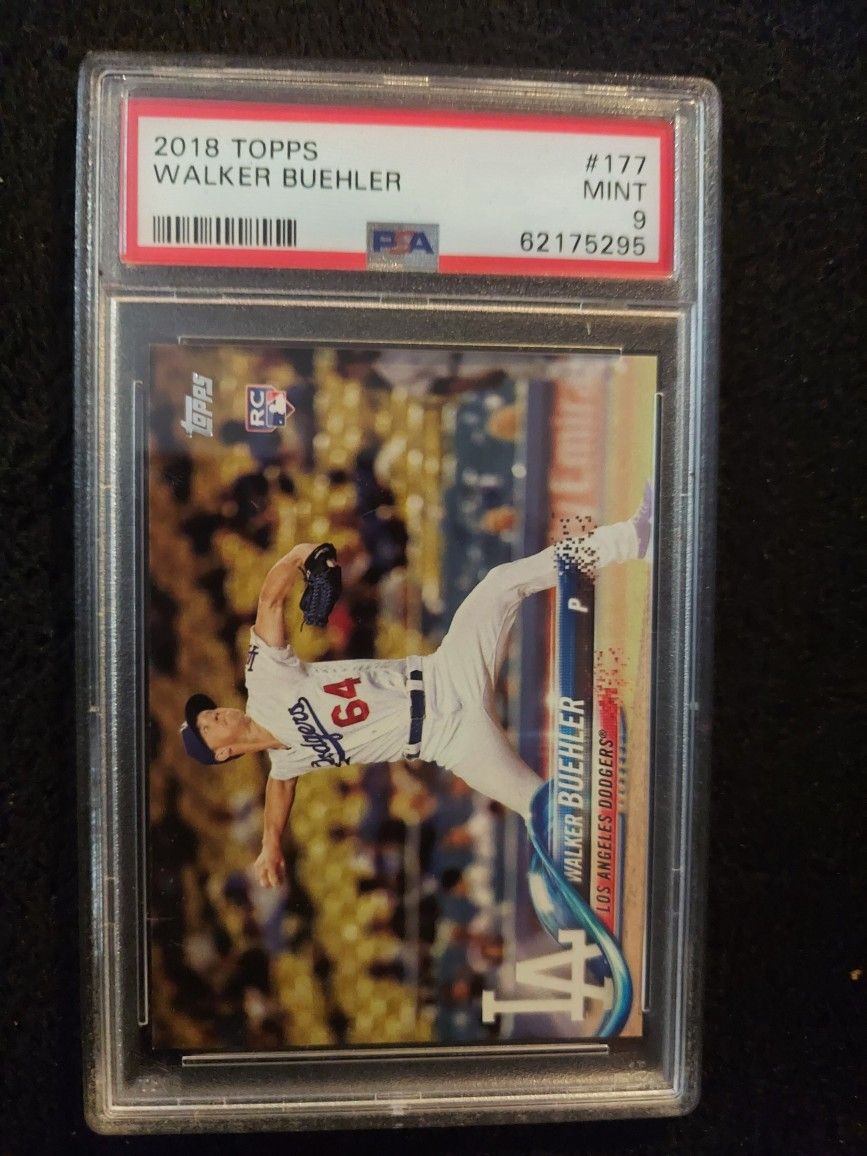 2018 TOPPS #177
WALKER BUEHLER MINT
9
PSA 62175295
Topps
RC
Dodgers
64
P
WALKER BUEHLER
LOS ANGELES DODGERS®
LA